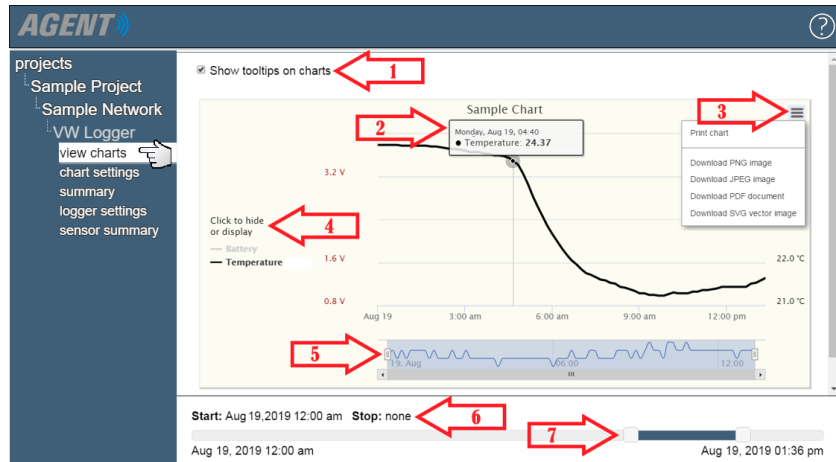 AGENT
?
projects
Sample Project
Sample Network
VW Logger
view charts
chart settings
summary
logger settings
sensor summary
Show tooltips on charts
1
Sample Chart
2
Monday, Aug 19, 04:40
● Temperature: 24.37
3
Print chart
Download PNG image
Download JPEG image
Download PDF document
Download SVG vector image
3.2 V
1.6 V
0.8 V
Click to hide
or display
4
Battery
Temperature
22.0 °C
21.0 °C
Aug 19
3:00 am
6:00 am
9:00 am
12:00 pm
5
19. Aug
06:00
12:00
Start: Aug 19,2019 12:00 am Stop: none
6
7
Aug 19, 2019 12:00 am
Aug 19, 2019 01:36 pm